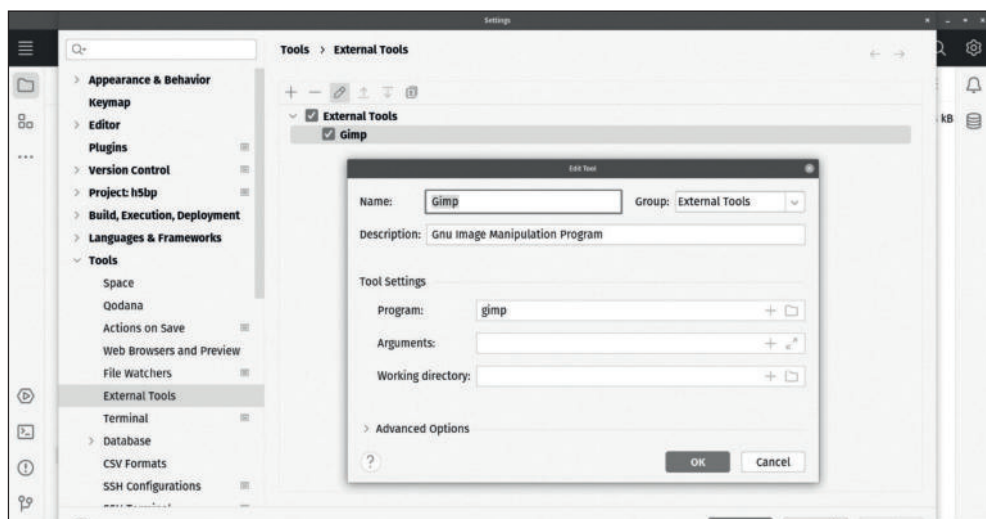 Settings
Tools > External Tools
Appearance & Behavior
Keymap
Editor
Plugins
Version Control
Project: h5bp
Build, Execution, Deployment
Languages & Frameworks
Tools
Space
Qodana
Actions on Save
Web Browsers and Preview
File Watchers
External Tools
Terminal
Database
CSV Formats
SSH Configurations
External Tools
Gimp
kB
Edit Tool
Name: Gimp Group: External Tools
Description: Gnu Image Manipulation Program
Tool Settings
Program: gimp
Arguments:
Working directory:
Advanced Options
? OK Cancel